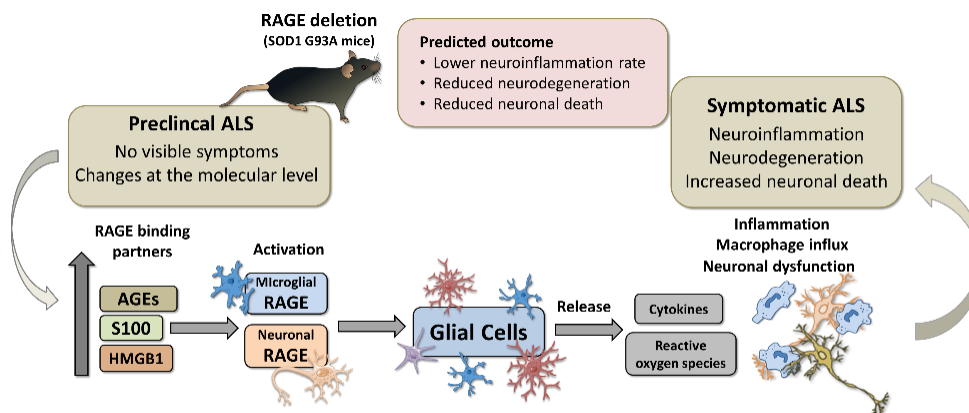 RAGE deletion
(SOD1 G93A mice)
Predicted outcome
• Lower neuroinflammation rate
• Reduced neurodegeneration
• Reduced neuronal death
Preclincal ALS
No visible symptoms
Changes at the molecular level
Symptomatic ALS
Neuroinflammation
Neurodegeneration
Increased neuronal death
RAGE binding
partners
AGEs
S100
HMGB1
Activation
MIcroglial
RAGE
Neuronal
RAGE
Glial Cells
Release
Cytokines
Reactive
oxygen species
Inflammation
Macrophage influx
Neuronal dysfunction